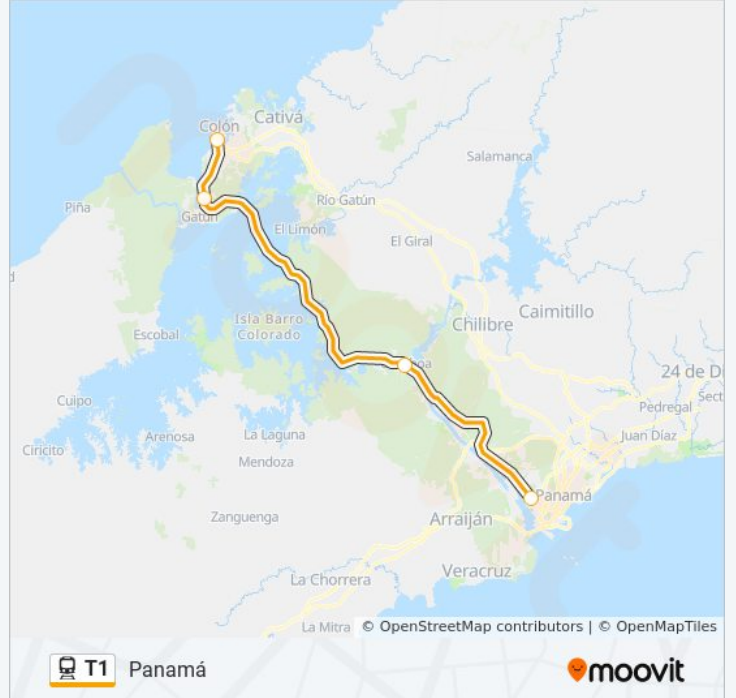 Cativá
Colón
Salamanca
Río Gatún
Piña
Gatún
El Limón
El Giral
Isla Barro
Colorado
Caimitillo
Chilibre
Escobal
24 de Di
Sect
Cuipo
Pedregal
Juan Díaz
Arenosa
La Laguna
Ciricito
Mendoza
Panamá
Zanguenga
Arraiján
Veracruz
La Chorrera
La Mitra
© OpenStreetMap contributors | © OpenMapTiles
T1 Panamá
moovit